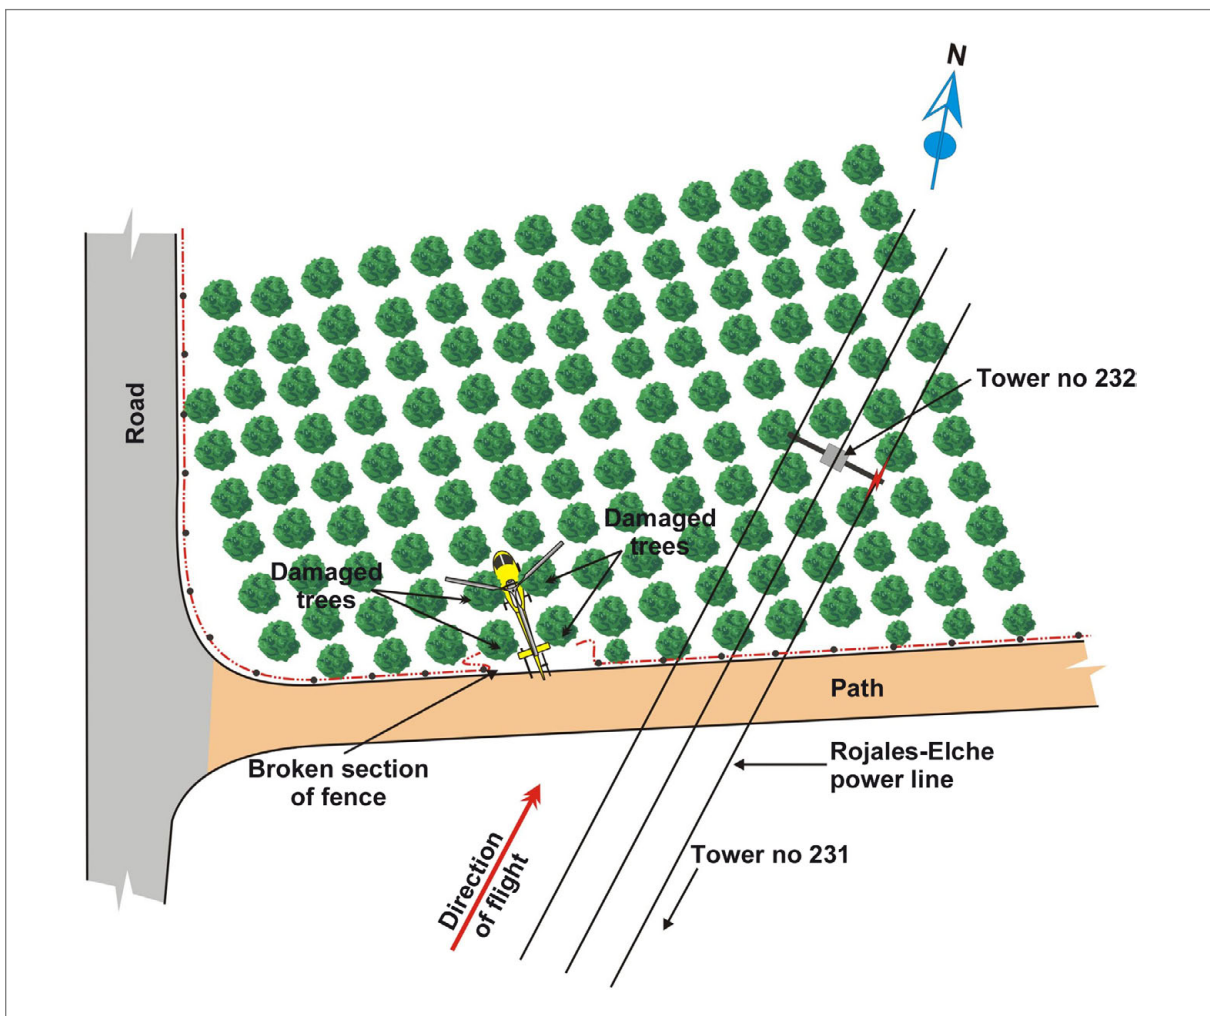 N
Tower no 232
Road
Damaged
trees
Damaged
trees
Path
Broken section
of fence
Rojales-Elche
power line
Direction
of flight
Tower no 231